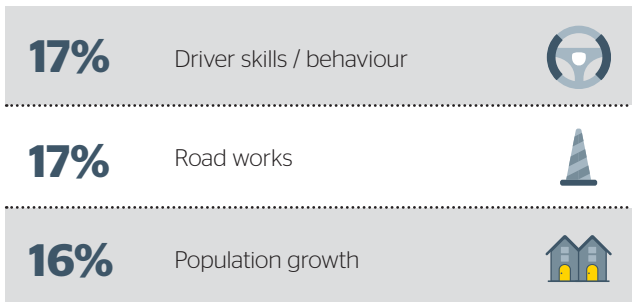 17% Driver skills / behaviour
17% Road works
16% Population growth